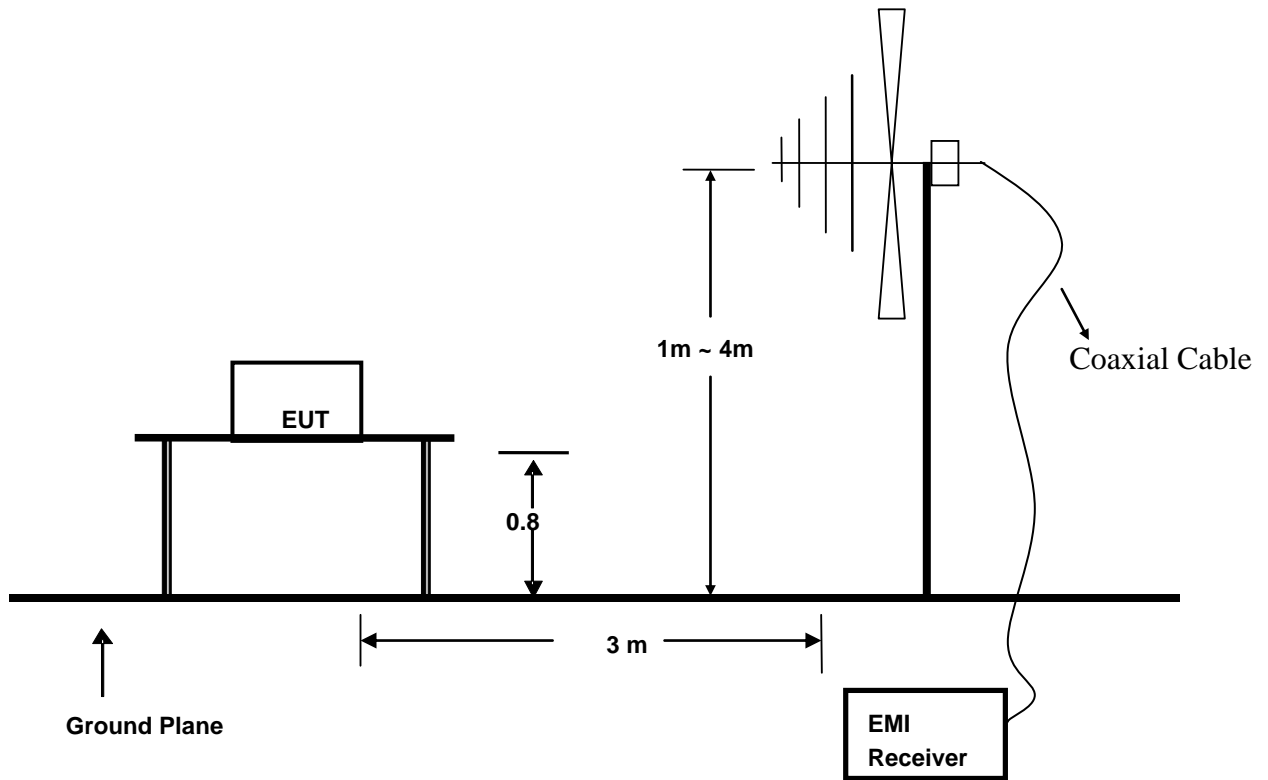 1m ~ 4m
Coaxial Cable
EUT
0.8
3 m
Ground Plane
EMI
Receiver